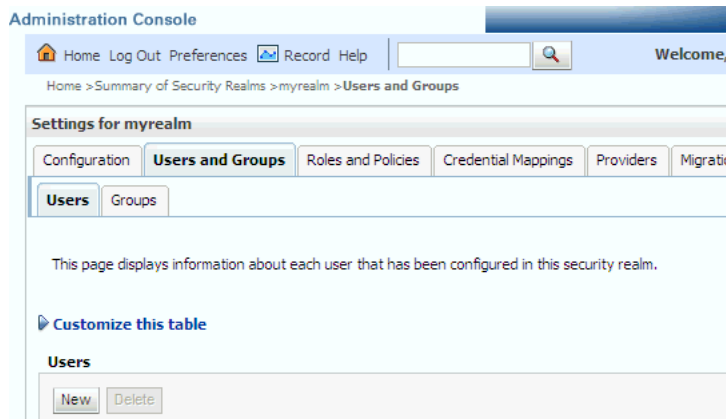 Administration Console
Home Log Out Preferences Record Help
Welcome,
Home >Summary of Security Realms >myrealm >Users and Groups
Settings for myrealm
Configuration Users and Groups Roles and Policies Credential Mappings Providers Migrati
Users Groups
This page displays information about each user that has been configured in this security realm.
Customize this table
Users
New Delete